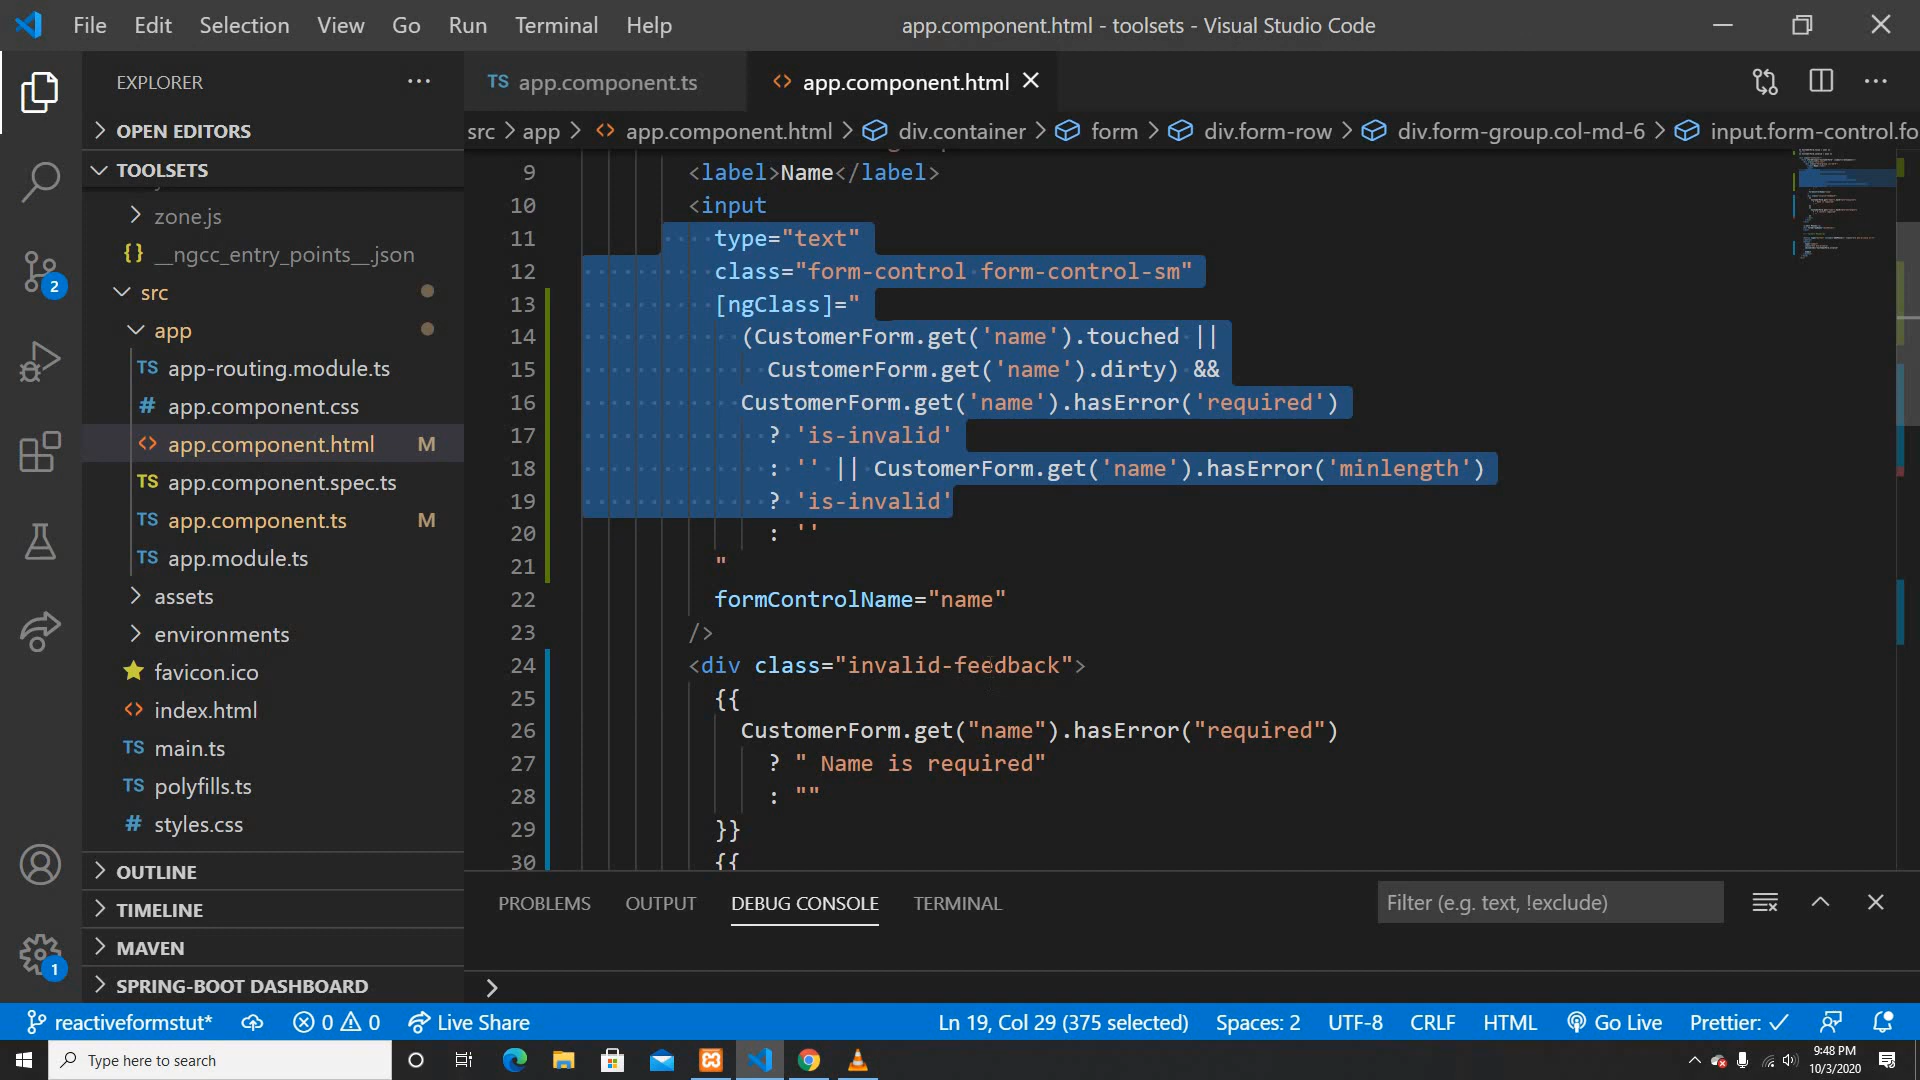 File Edit Selection View Go Run Terminal Help
app.component.html - toolsets - Visual Studio Code
EXPLORER
OPEN EDITORS
TOOLSETS
zone.js
{} __ngcc_entry_points__.json
src
app
TS app-routing.module.ts
# app.component.css
<> app.component.html M
TS app.component.spec.ts
TS app.component.ts M
TS app.module.ts
assets
environments
favicon.ico
<> index.html
TS main.ts
TS polyfills.ts
# styles.css
OUTLINE
TIMELINE
MAVEN
SPRING-BOOT DASHBOARD
2
1
TS app.component.ts
<> app.component.html
src > app > <> app.component.html > div.container > form > div.form-row > div.form-group.col-md-6 > input.form-control.fo
9 <label>Name</label>
10 <input
11 type="text"
12 class="form-control form-control-sm"
13 [ngClass]="
14 (CustomerForm.get('name').touched ||
15 CustomerForm.get('name').dirty) &&
16 CustomerForm.get('name').hasError('required')
17 ? 'is-invalid'
18 : '' || CustomerForm.get('name').hasError('minlength')
19 ? 'is-invalid'
20 : ''
21 "
22 formControlName="name"
23 />
24 <div class="invalid-feedback">
25 {{
26 CustomerForm.get("name").hasError("required")
27 ? " Name is required"
28 : ""
29 }}
30 {{
PROBLEMS OUTPUT DEBUG CONSOLE TERMINAL
Filter (e.g. text, !exclude)
>
reactiveformstut* 0 0 Live Share
Ln 19, Col 29 (375 selected) Spaces: 2 UTF-8 CRLF HTML Go Live Prettier: ✓
Type here to search
9:48 PM
10/3/2020